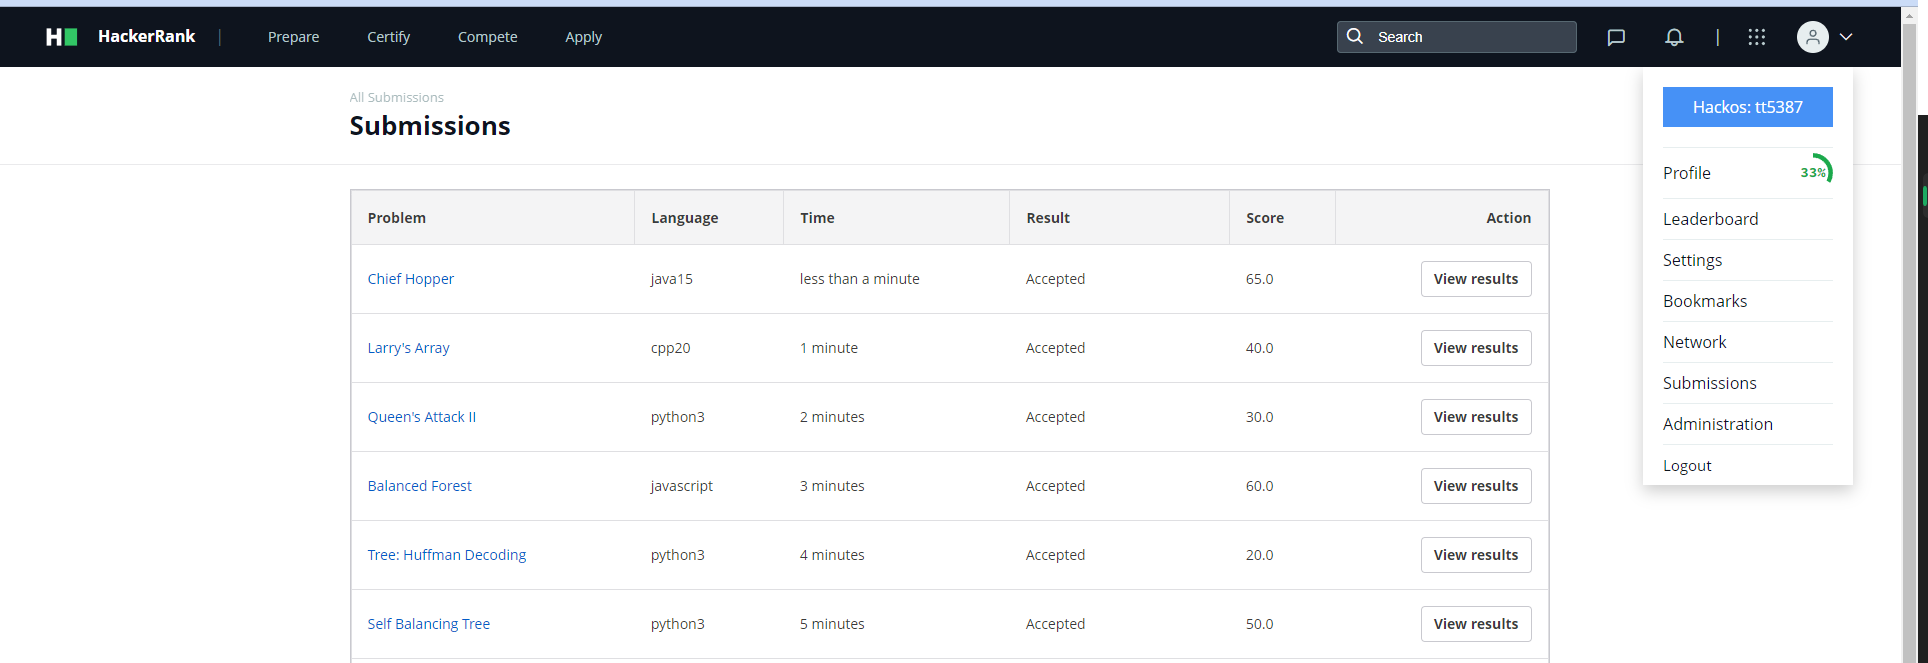 H HackerRank | Prepare Certify Compete Apply Search |
All Submissions
Submissions
Hackos: tt5387
Profile 33%
Leaderboard
Settings
Bookmarks
Network
Submissions
Administration
Logout
Problem Language Time Result Score Action
Chief Hopper java15 less than a minute Accepted 65.0 View results
Larry's Array cpp20 1 minute Accepted 40.0 View results
Queen's Attack II python3 2 minutes Accepted 30.0 View results
Balanced Forest javascript 3 minutes Accepted 60.0 View results
Tree: Huffman Decoding python3 4 minutes Accepted 20.0 View results
Self Balancing Tree python3 5 minutes Accepted 50.0 View results